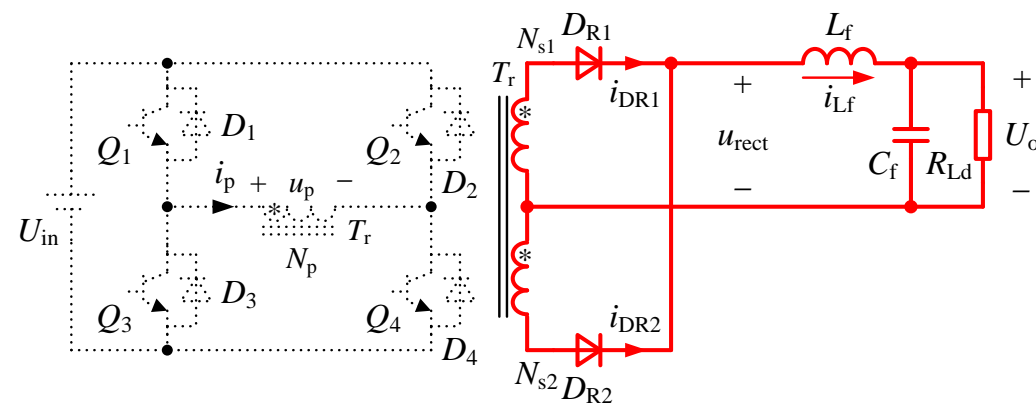 N_s1 D_R1 L_f
T_r
* i_DR1 + i_Lf +
Q_1 D_1 Q_2 D_2 u_rect C_f R_Ld U_o
i_p + u_p −
U_in * T_r − −
N_p
*
Q_3 D_3 Q_4 D_4
i_DR2
N_s2 D_R2